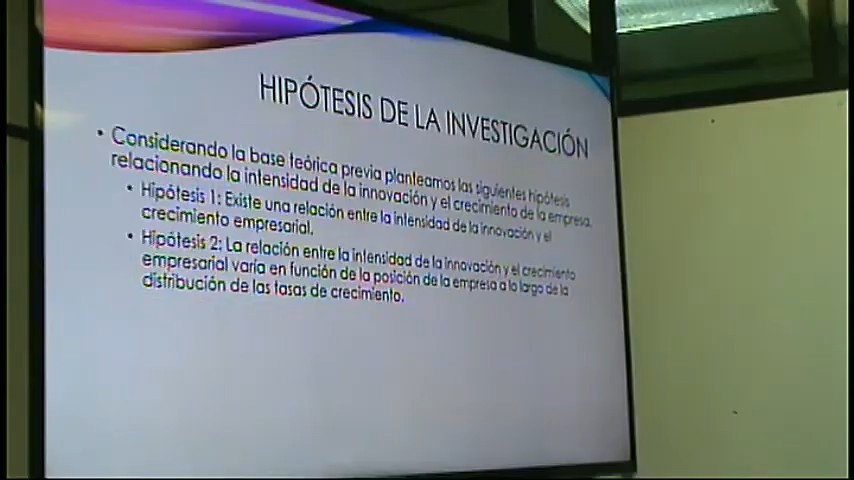 HIPÓTESIS DE LA INVESTIGACIÓN
• Considerando la base teórica previa planteamos las siguientes hipótesis
relacionando la intensidad de la innovación y el crecimiento de la empresa.
• Hipótesis 1: Existe una relación entre la intensidad de la innovación y el
crecimiento empresarial.
• Hipótesis 2: La relación entre la intensidad de la innovación y el crecimiento
empresarial varía en función de la posición de la empresa a lo largo de la
distribución de las tasas de crecimiento.